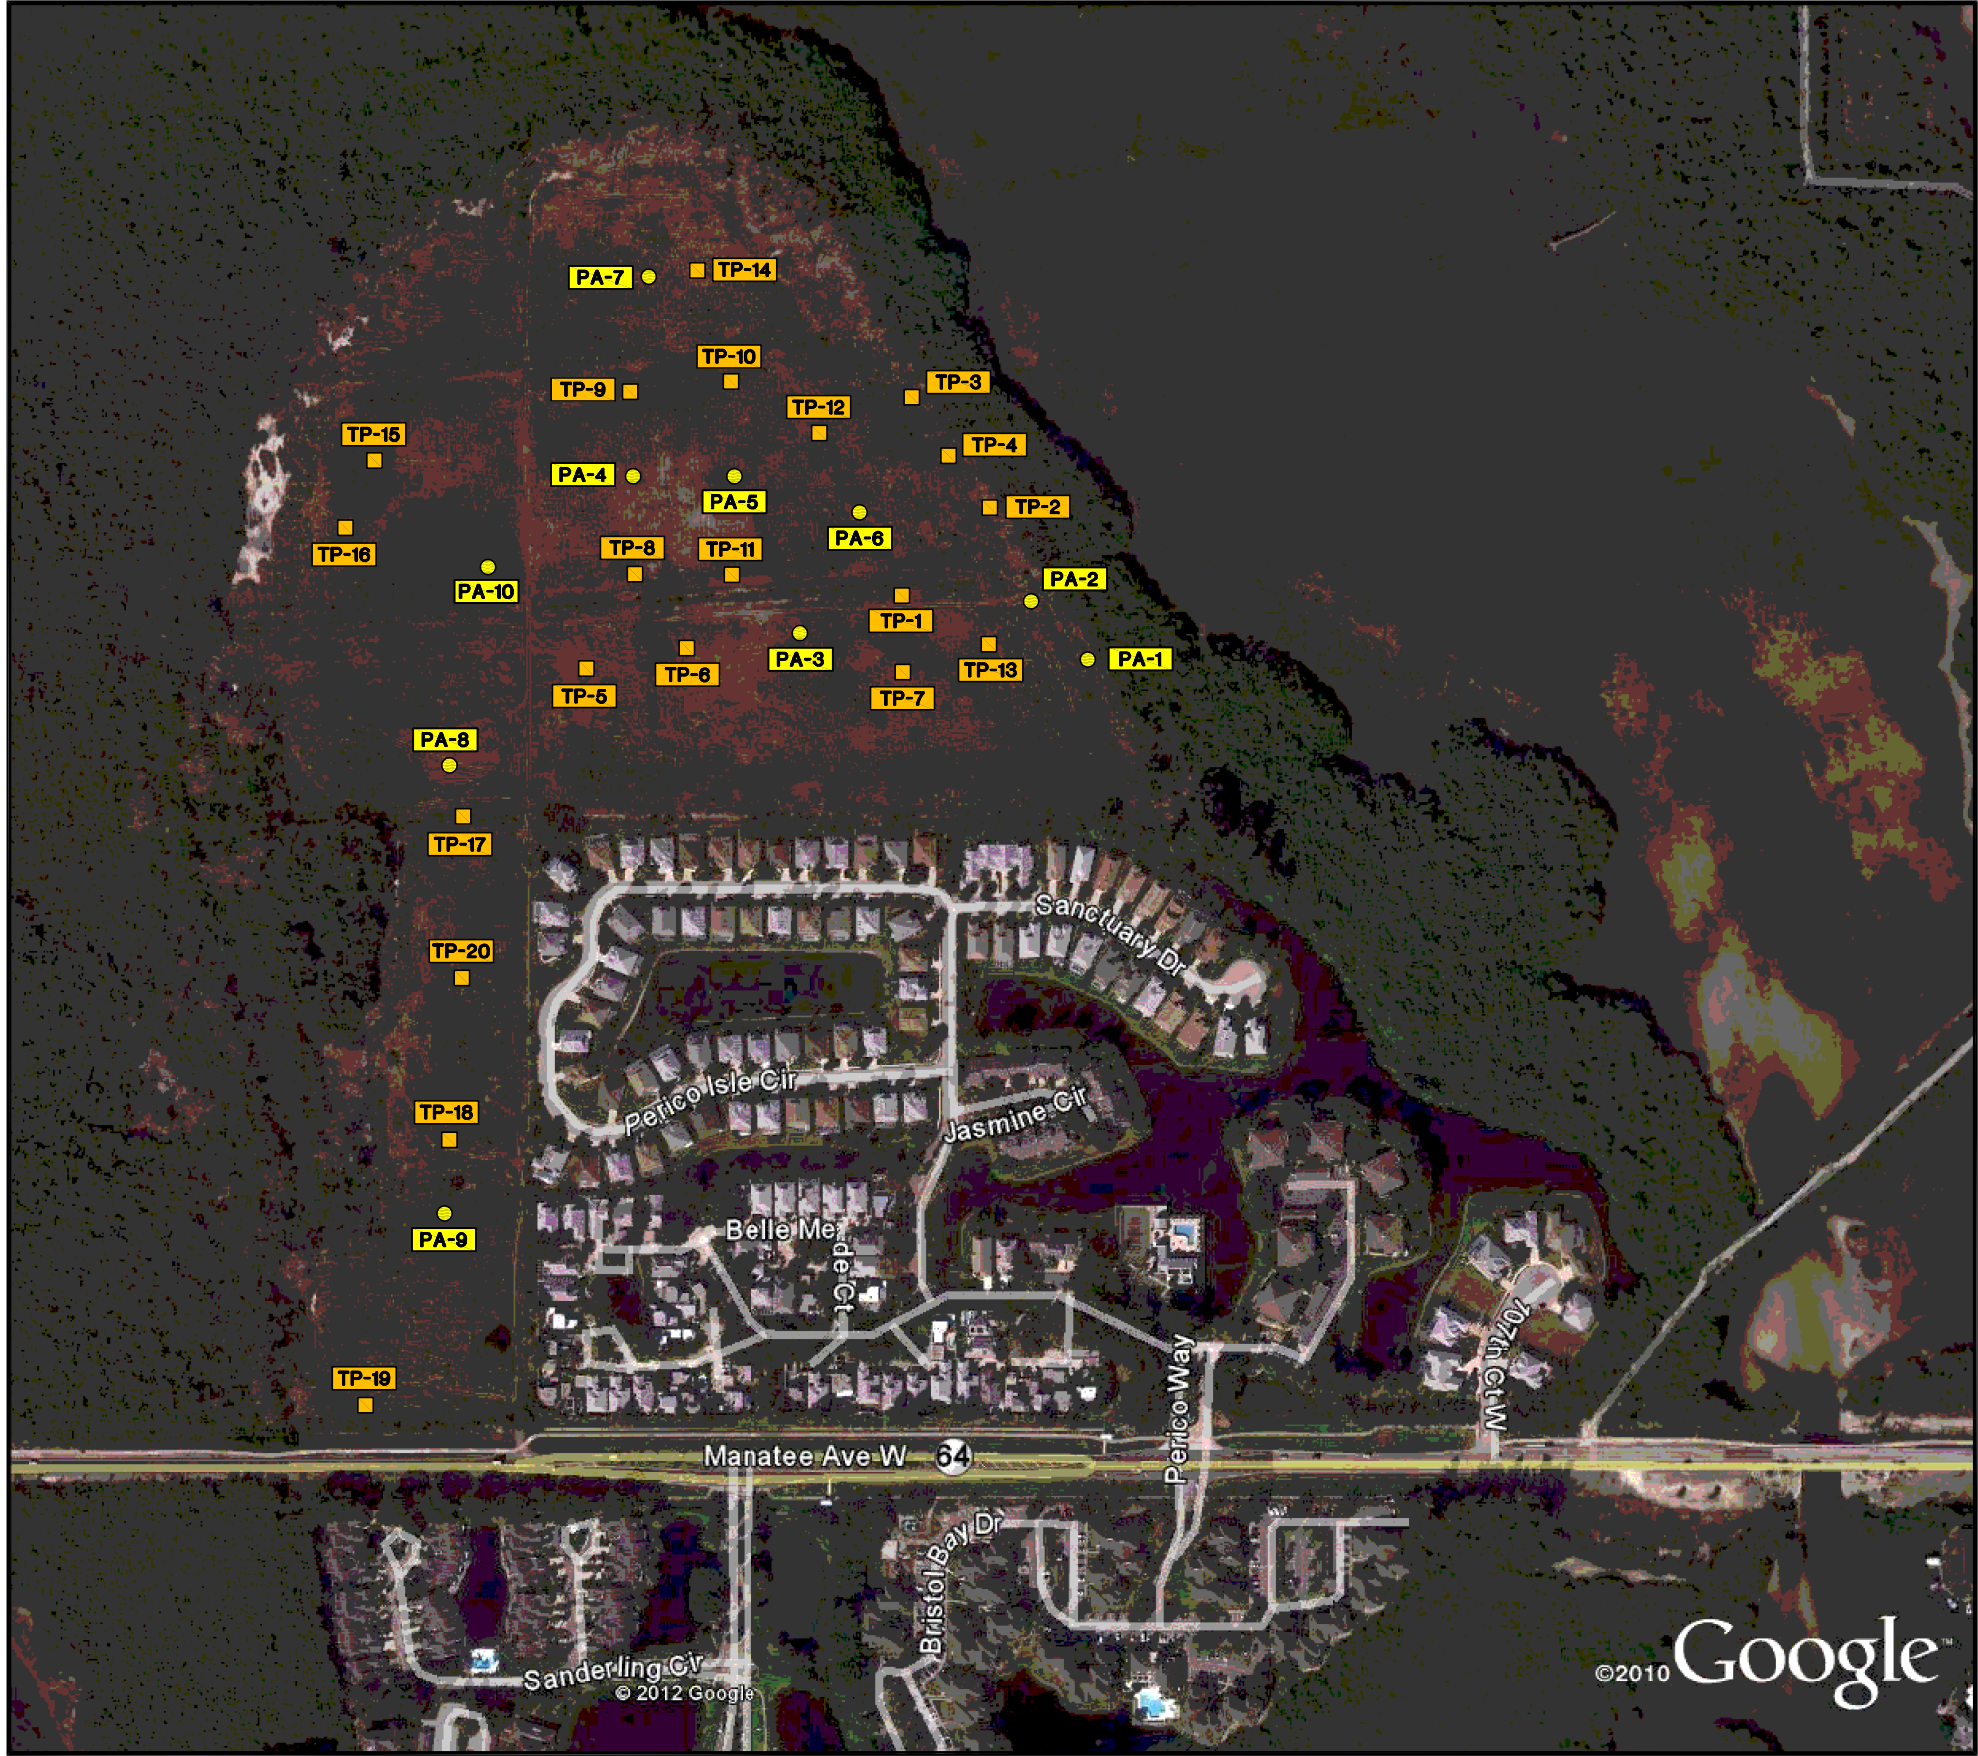 PA-7
TP-14
TP-10
TP-9
TP-3
TP-12
TP-15
TP-4
PA-4
PA-5
TP-2
PA-6
TP-16
TP-8
TP-11
PA-10
PA-2
TP-1
PA-3
PA-1
TP-6
TP-13
TP-5
TP-7
PA-8
TP-17
Sanctuary Dr
TP-20
Perico Isle Cir
TP-18
Jasmine Cir
Belle Me
de Ct
PA-9
107th Ct W
Perico Way
TP-19
Manatee Ave W 64
Bristol Bay Dr
Sanderling Cir
© 2012 Google
©2010 Google™